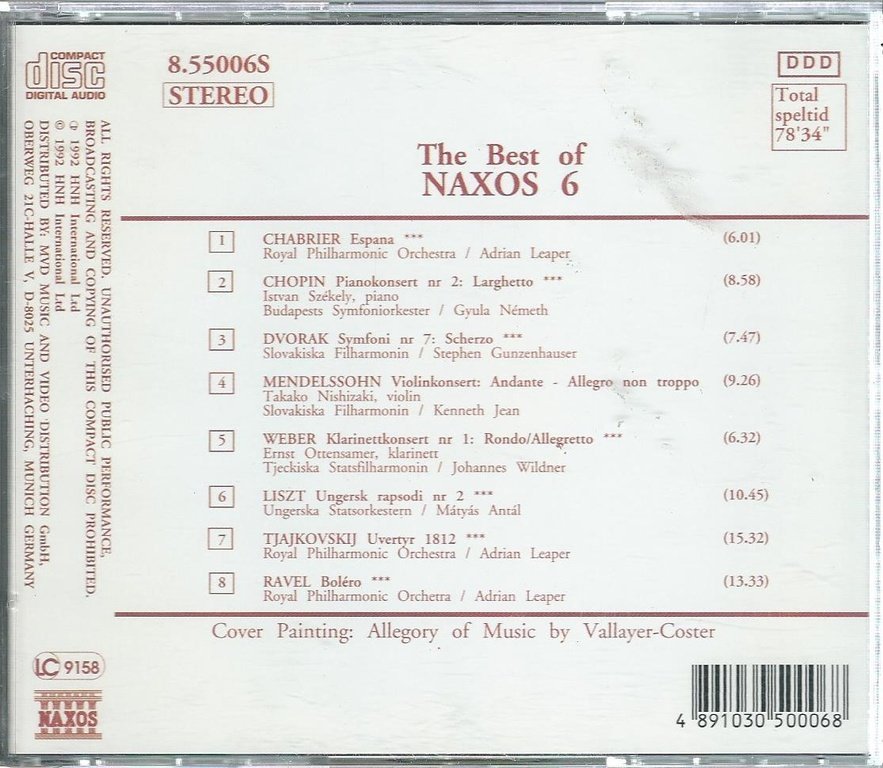 COMPACT
disc
DIGITAL AUDIO
8.55006S
STEREO
DDD
Total
speltid
78'34"
The Best of
NAXOS 6
1 CHABRIER Espana *** (6.01)
Royal Philharmonic Orchestra / Adrian Leaper
2 CHOPIN Pianokonsert nr 2: Larghetto *** (8.58)
Istvan Székely, piano
Budapests Symfoniorkester / Gyula Németh
3 DVORAK Symfoni nr 7: Scherzo *** (7.47)
Slovakiska Filharmonin / Stephen Gunzenhauser
4 MENDELSSOHN Violinkonsert: Andante - Allegro non troppo (9.26)
Takako Nishizaki, violin
Slovakiska Filharmonin / Kenneth Jean
5 WEBER Klarinettkonsert nr 1: Rondo/Allegretto *** (6.32)
Ernst Ottensamer, klarinett
Tjeckiska Statsfilharmonin / Johannes Wildner
6 LISZT Ungersk rapsodi nr 2 *** (10.45)
Ungerska Statsorkestern / Mátyás Antál
7 TJAJKOVSKIJ Uvertyr 1812 *** (15.32)
Royal Philharmonic Orchestra / Adrian Leaper
8 RAVEL Boléro *** (13.33)
Royal Philharmonic Orchetra / Adrian Leaper
Cover Painting: Allegory of Music by Vallayer-Coster
ALL RIGHTS RESERVED. UNAUTHORISED PUBLIC PERFORMANCE,
BROADCASTING AND COPYING OF THIS COMPACT DISC PROHIBITED.
℗ 1992 HNH International Ltd
© 1992 HNH International Ltd
DISTRIBUTED BY: MVD MUSIC AND VIDEO DISTRIBUTION GmbH,
OBERWEG 21C-HALLE V, D-8025 UNTERHACHING, MUNICH GERMANY
LC 9158
NAXOS
4 891030 500068